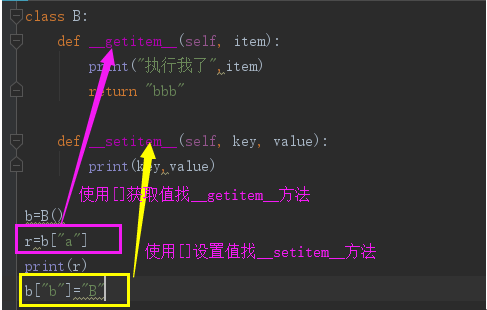 class B:
def __getitem__(self, item):
print("执行我了",item)
return "bbb"
def __setitem__(self, key, value):
print(key,value)
使用[]获取值找__getitem__方法
b=B()
r=b["a"]
使用[]设置值找__setitem__方法
print(r)
b["b"]="B"